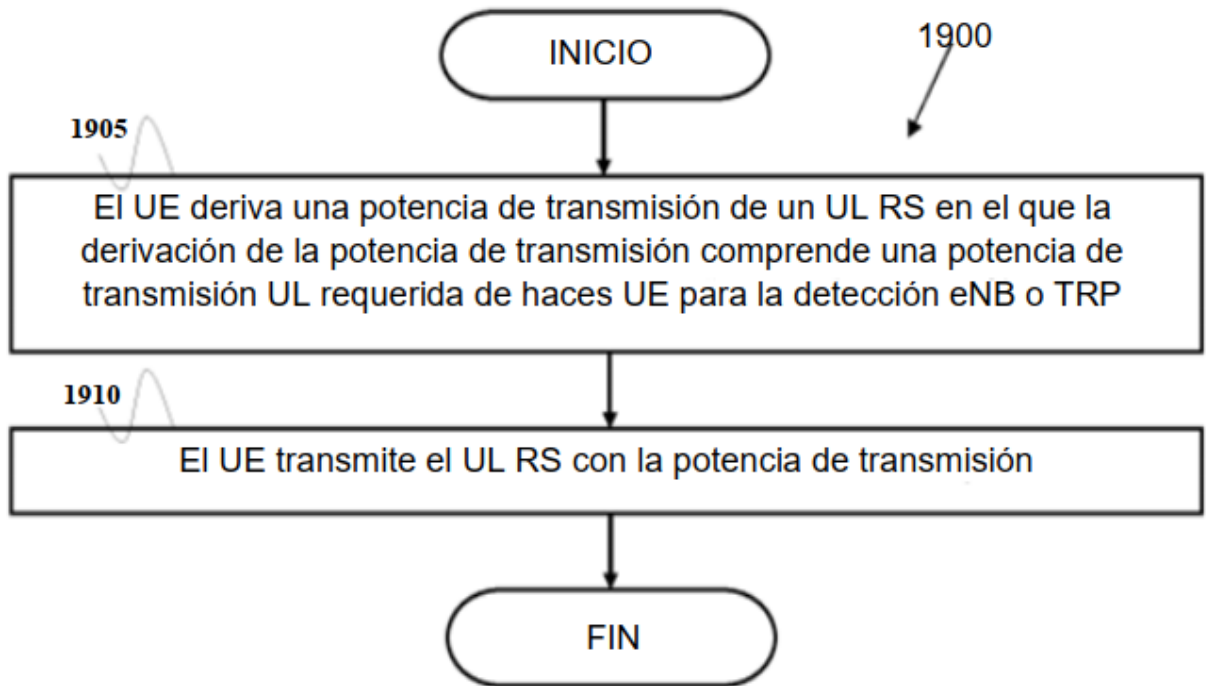 INICIO
1900
1905
El UE deriva una potencia de transmisión de un UL RS en el que la
derivación de la potencia de transmisión comprende una potencia de
transmisión UL requerida de haces UE para la detección eNB o TRP
1910
El UE transmite el UL RS con la potencia de transmisión
FIN